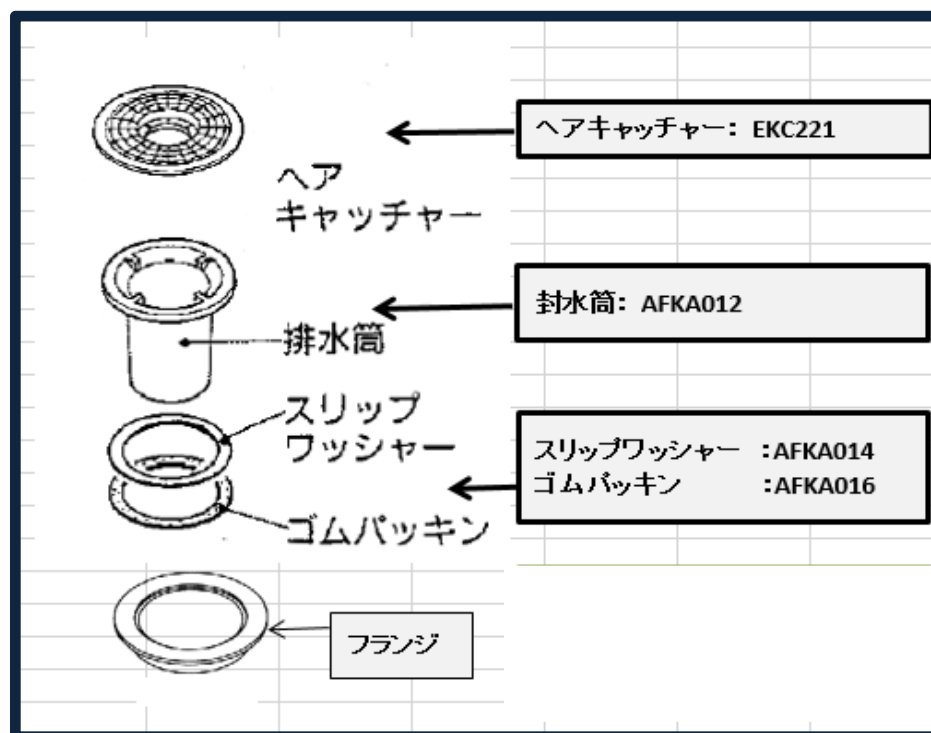 ヘアキャッチャー: EKC221
ヘア
キャッチャー
封水筒: AFKA012
排水筒
スリップ
ワッシャー
スリップワッシャー :AFKA014
ゴムパッキン :AFKA016
ゴムパッキン
フランジ